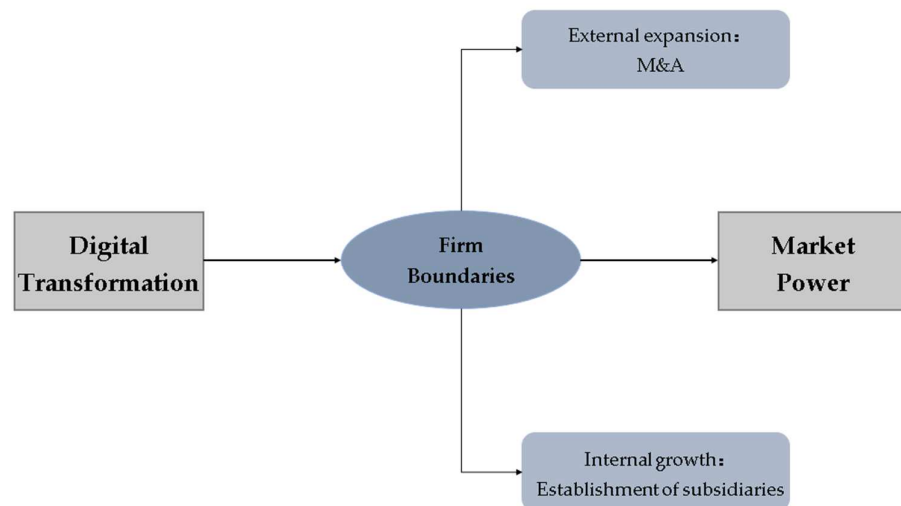 External expansion：
M&A
Digital
Transformation
Firm
Boundaries
Market
Power
Internal growth：
Establishment of subsidiaries